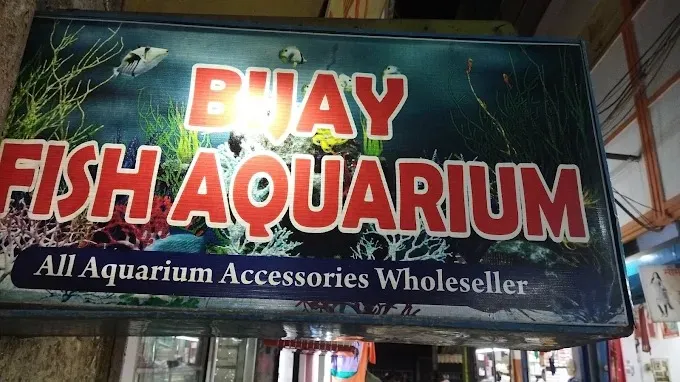 BIJAY
FISH AQUARIUM
All Aquarium Accessories Wholeseller